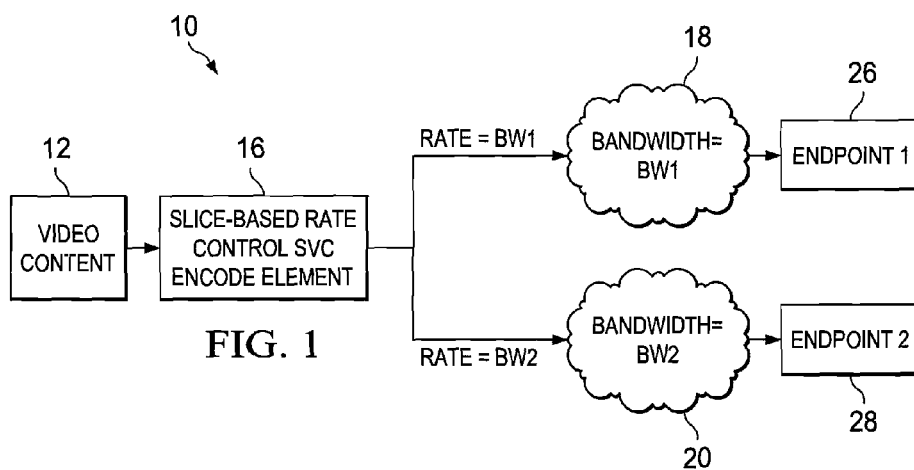 10
12
VIDEO
CONTENT
16
SLICE-BASED RATE
CONTROL SVC
ENCODE ELEMENT
RATE = BW1
18
BANDWIDTH=
BW1
26
ENDPOINT 1
RATE = BW2
BANDWIDTH=
BW2
20
ENDPOINT 2
28
FIG. 1